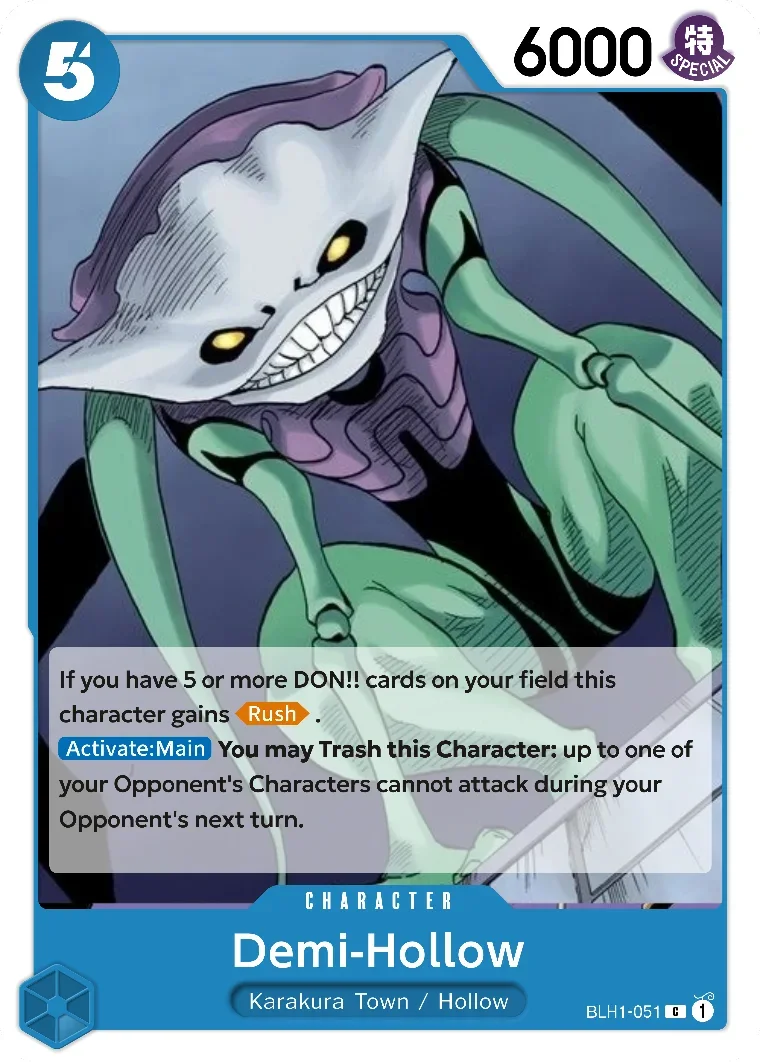 5
6000
特
SPECIAL
If you have 5 or more DON!! cards on your field this
character gains Rush .
Activate:Main You may Trash this Character: up to one of
your Opponent's Characters cannot attack during your
Opponent's next turn.
CHARACTER
Demi-Hollow
Karakura Town / Hollow
BLH1-051 C 1